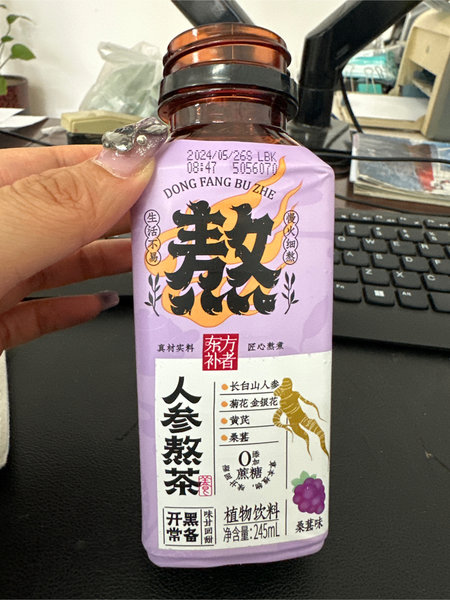 2024/05/26S LBK
08:47 5056070
DONG FANG BU ZHE
生活不易
熬
慢火细熬
真材实料
东方补者
匠心熬煮
人参熬茶
长白山人参
菊花 金银花
黄芪
桑葚
0蔗糖
开黑常备
味甘回甜
植物饮料
净含量:245mL
桑葚味